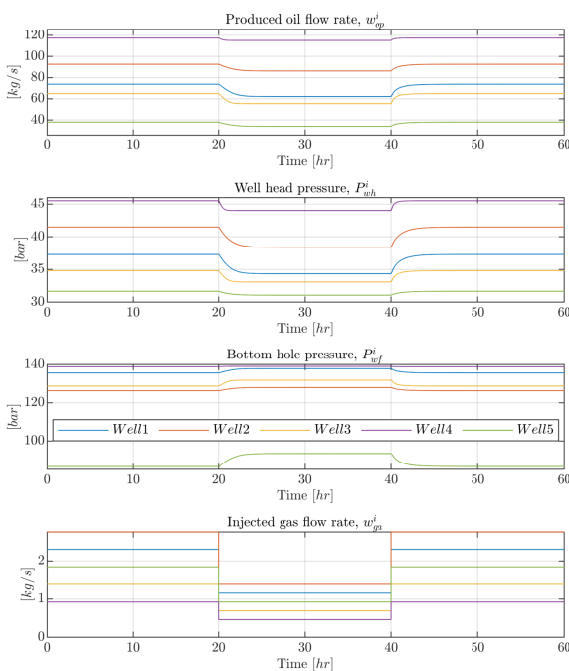 Produced oil flow rate, w^i_op
120
100
80
60
40
[kg/s]
0 10 20 30 40 50 60
Time [hr]
Well head pressure, P^i_wh
45
40
35
30
[bar]
0 10 20 30 40 50 60
Time [hr]
Bottom hole pressure, P^i_wf
140
120
100
[bar]
Well1 Well2 Well3 Well4 Well5
0 10 20 30 40 50 60
Time [hr]
Injected gas flow rate, w^i_ga
2
1
0
[kg/s]
0 10 20 30 40 50 60
Time [hr]